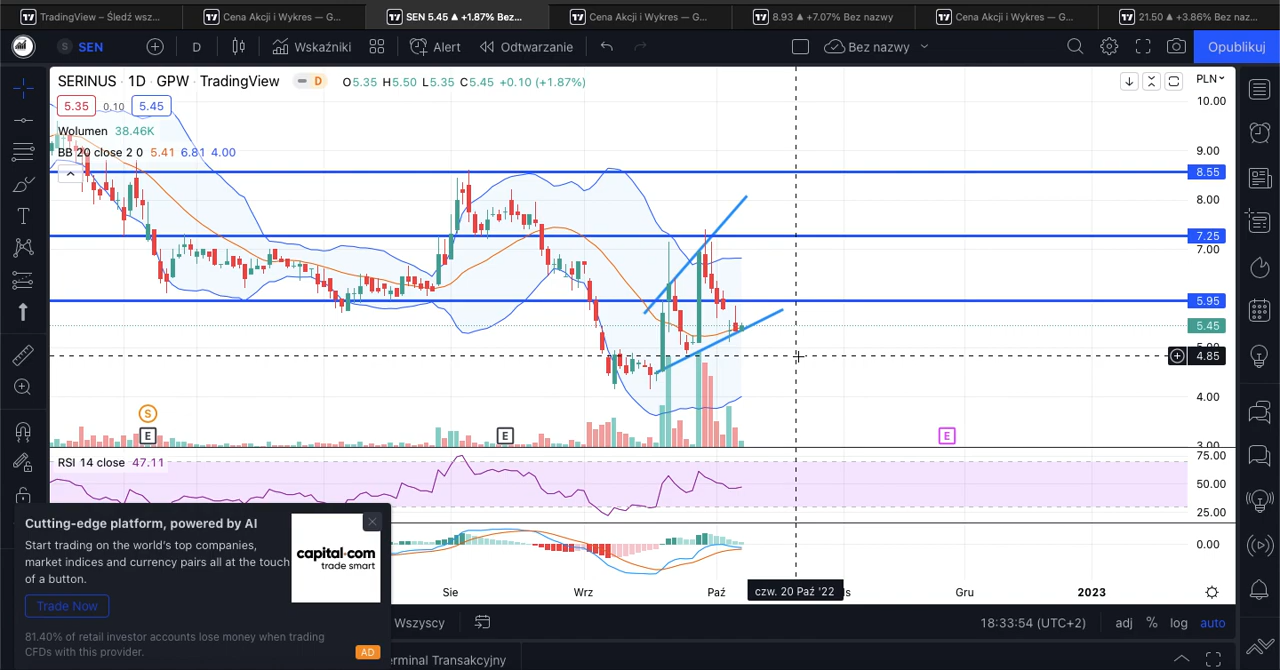 TradingView – Śledź wsz...
Cena Akcji i Wykres — G...
SEN 5.45 ▲ +1.87% Bez...
Cena Akcji i Wykres — G...
8.93 ▲ +7.07% Bez nazwy
Cena Akcji i Wykres — G...
21.50 ▲ +3.86% Bez naz...
S SEN
D
Wskaźniki
Alert
Odtwarzanie
Bez nazwy
Opublikuj
SERINUS · 1D · GPW · TradingView
D
O5.35 H5.50 L5.35 C5.45 +0.10 (+1.87%)
PLN
5.35 0.10 5.45
Wolumen 38.46K
BB 20 close 2 0 5.41 6.81 4.00
10.00
9.00
8.55
8.00
7.25
7.00
5.95
5.45
5.00
4.85
4.00
3.00
S
E
E
E
RSI 14 close 47.11
75.00
50.00
25.00
0.00
Cutting-edge platform, powered by AI
Start trading on the world's top companies,
market indices and currency pairs all at the touch
of a button.
capital.com
trade smart
Trade Now
81.40% of retail investor accounts lose money when trading
CFDs with this provider.
AD
Sie
Wrz
Paź
czw. 20 Paź '22
is
Gru
2023
Wszyscy
18:33:54 (UTC+2)
adj
%
log
auto
erminal Transakcyjny